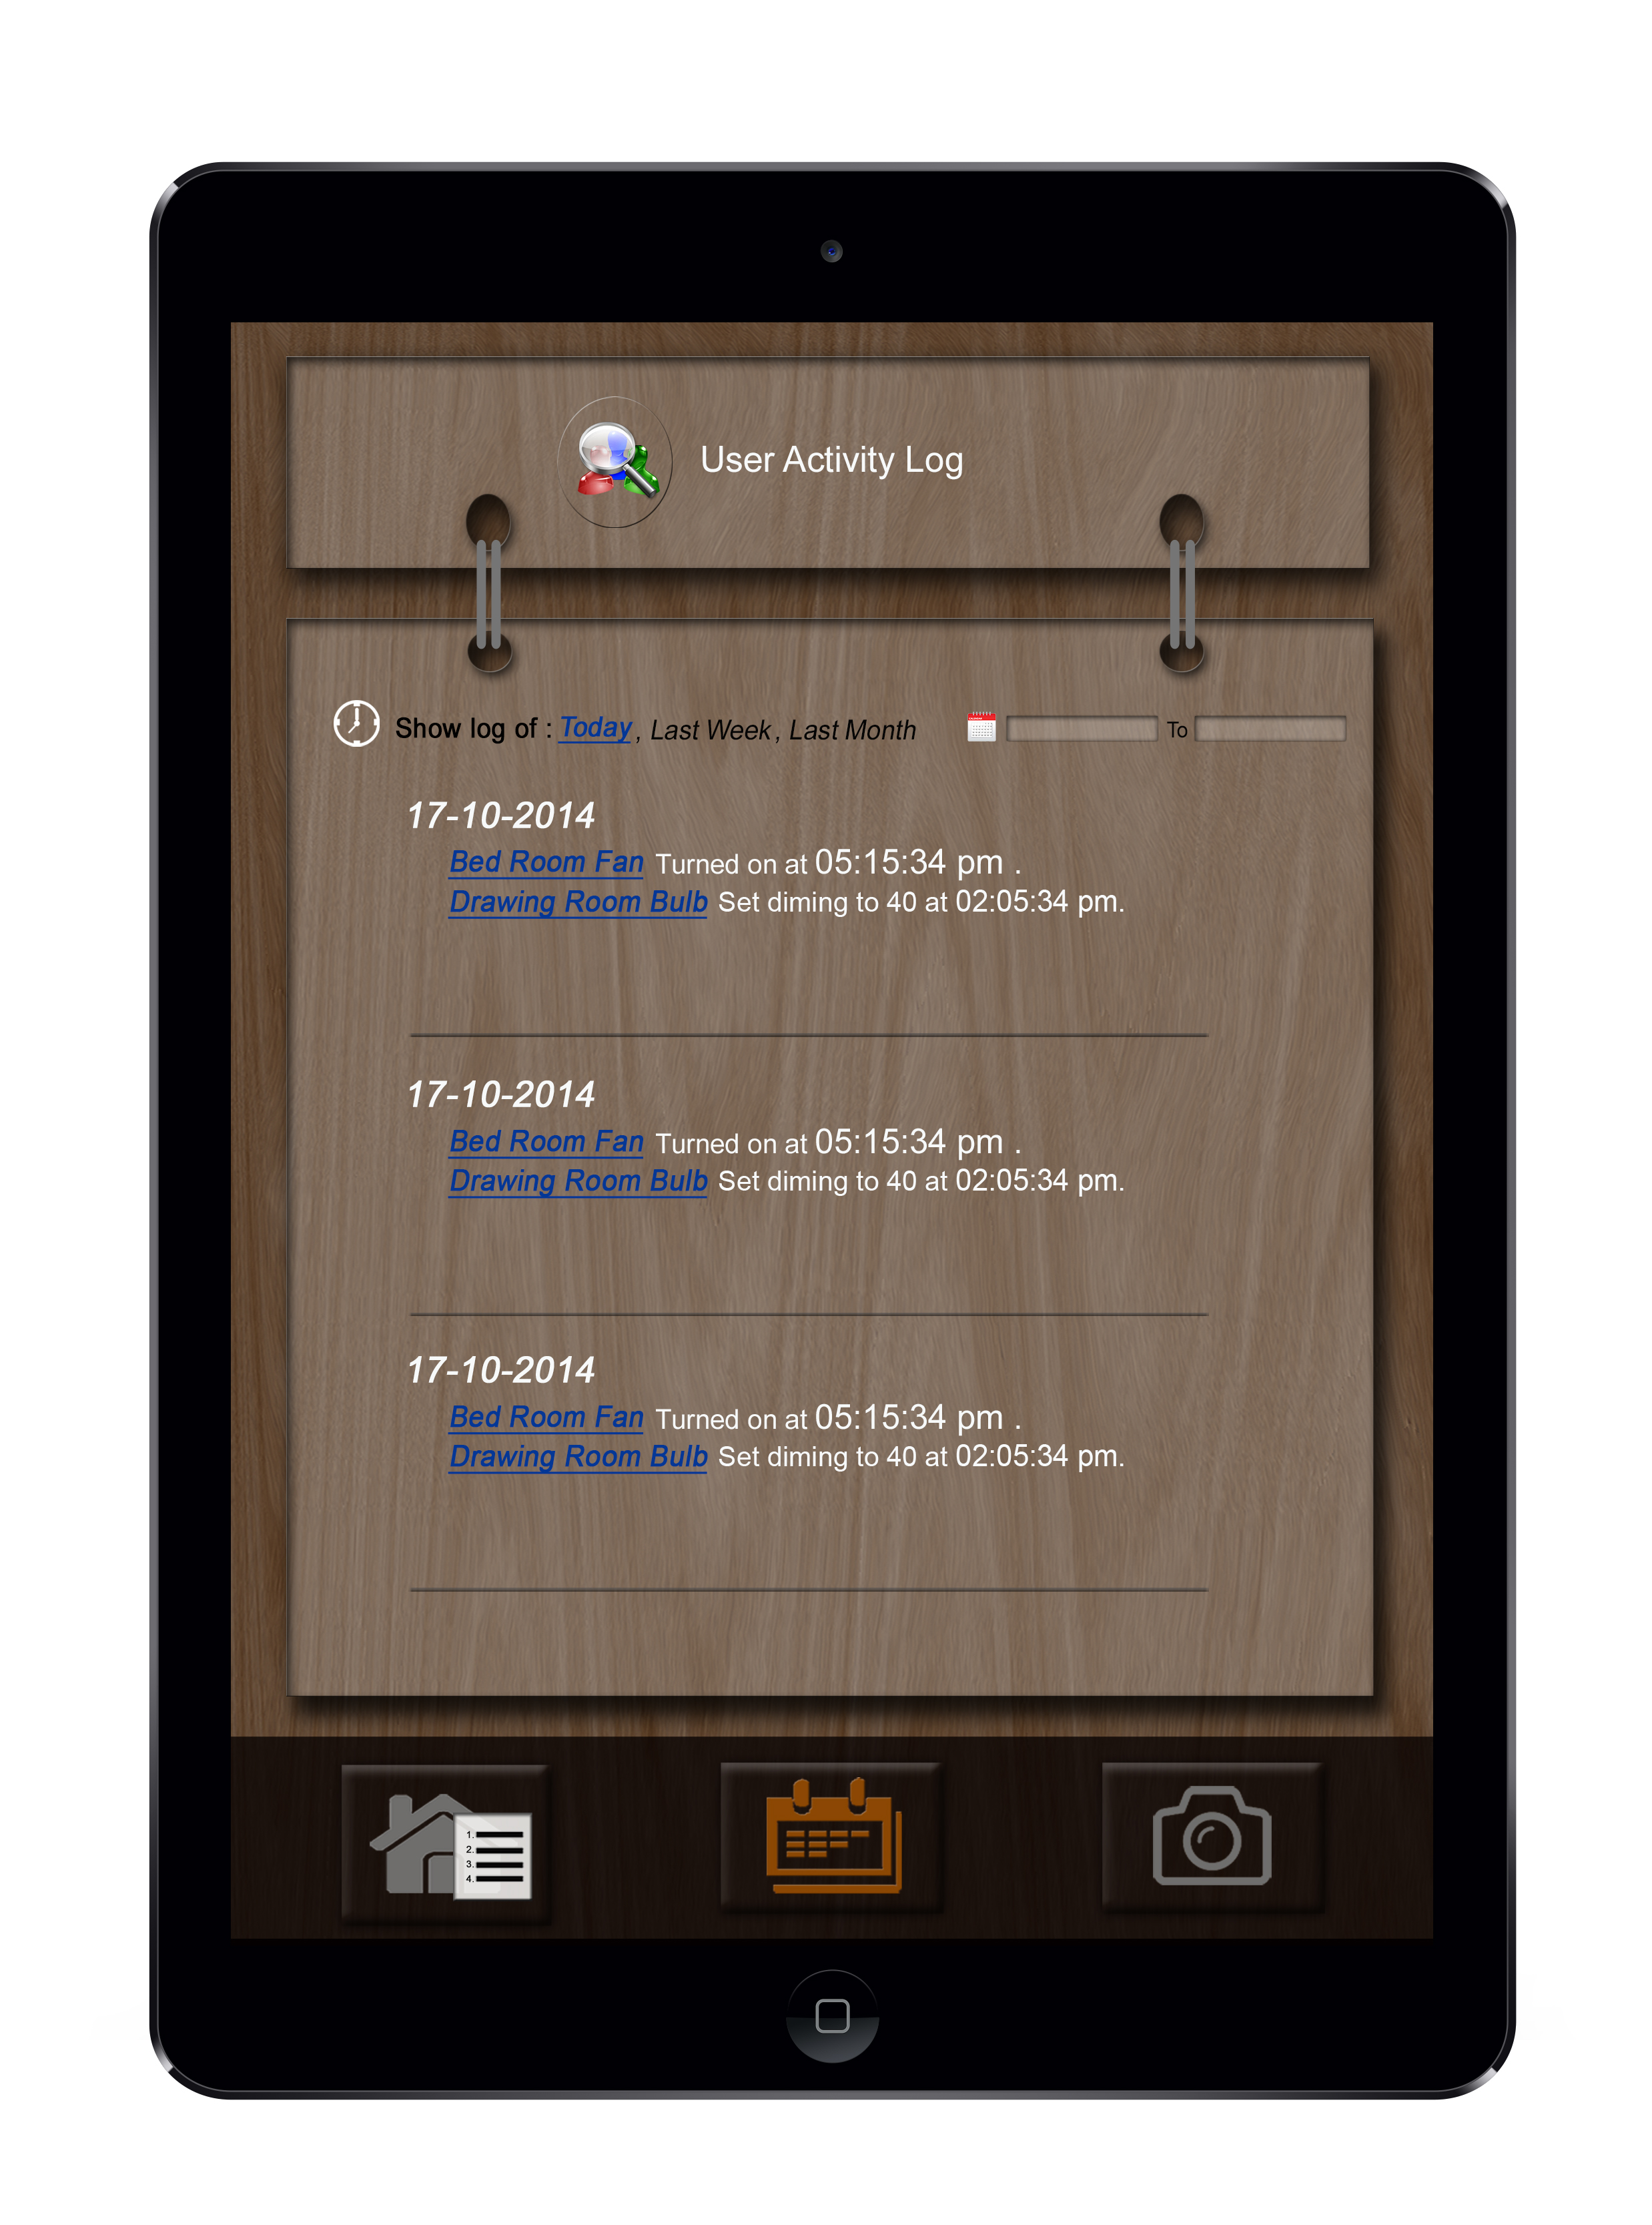 User Activity Log
Show log of : Today, Last Week, Last Month To
17-10-2014
Bed Room Fan Turned on at 05:15:34 pm .
Drawing Room Bulb Set diming to 40 at 02:05:34 pm.
17-10-2014
Bed Room Fan Turned on at 05:15:34 pm .
Drawing Room Bulb Set diming to 40 at 02:05:34 pm.
17-10-2014
Bed Room Fan Turned on at 05:15:34 pm .
Drawing Room Bulb Set diming to 40 at 02:05:34 pm.
1.
2.
3.
4.